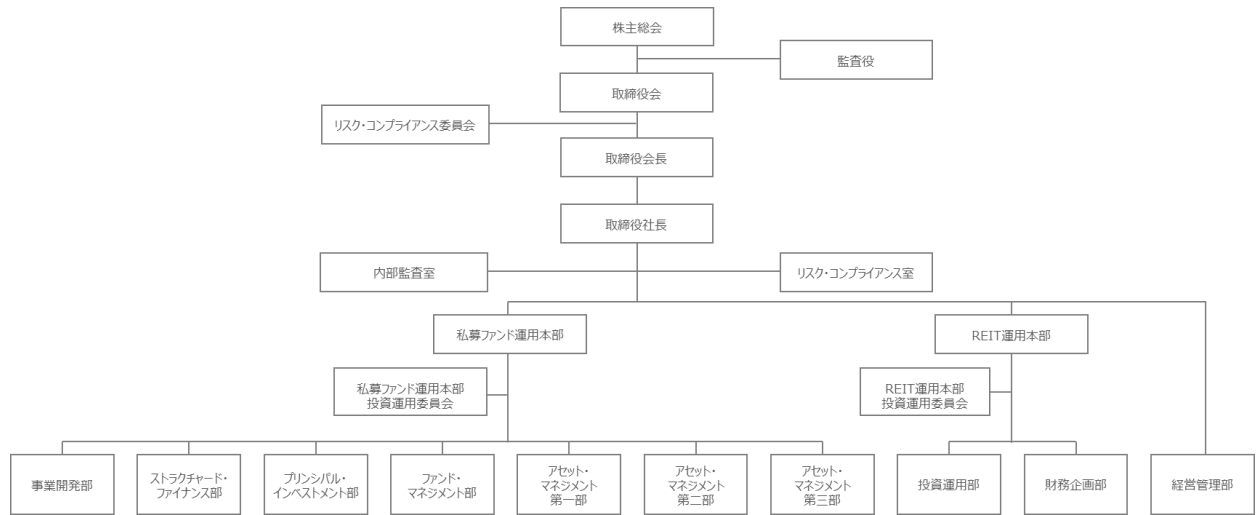 株主総会
監査役
取締役会
リスク・コンプライアンス委員会
取締役会長
取締役社長
内部監査室
リスク・コンプライアンス室
私募ファンド運用本部
REIT運用本部
私募ファンド運用本部
投資運用委員会
REIT運用本部
投資運用委員会
事業開発部
ストラクチャード・
ファイナンス部
プリンシパル・
インベストメント部
ファンド・
マネジメント部
アセット・
マネジメント
第一部
アセット・
マネジメント
第二部
アセット・
マネジメント
第三部
投資運用部
財務企画部
経営管理部